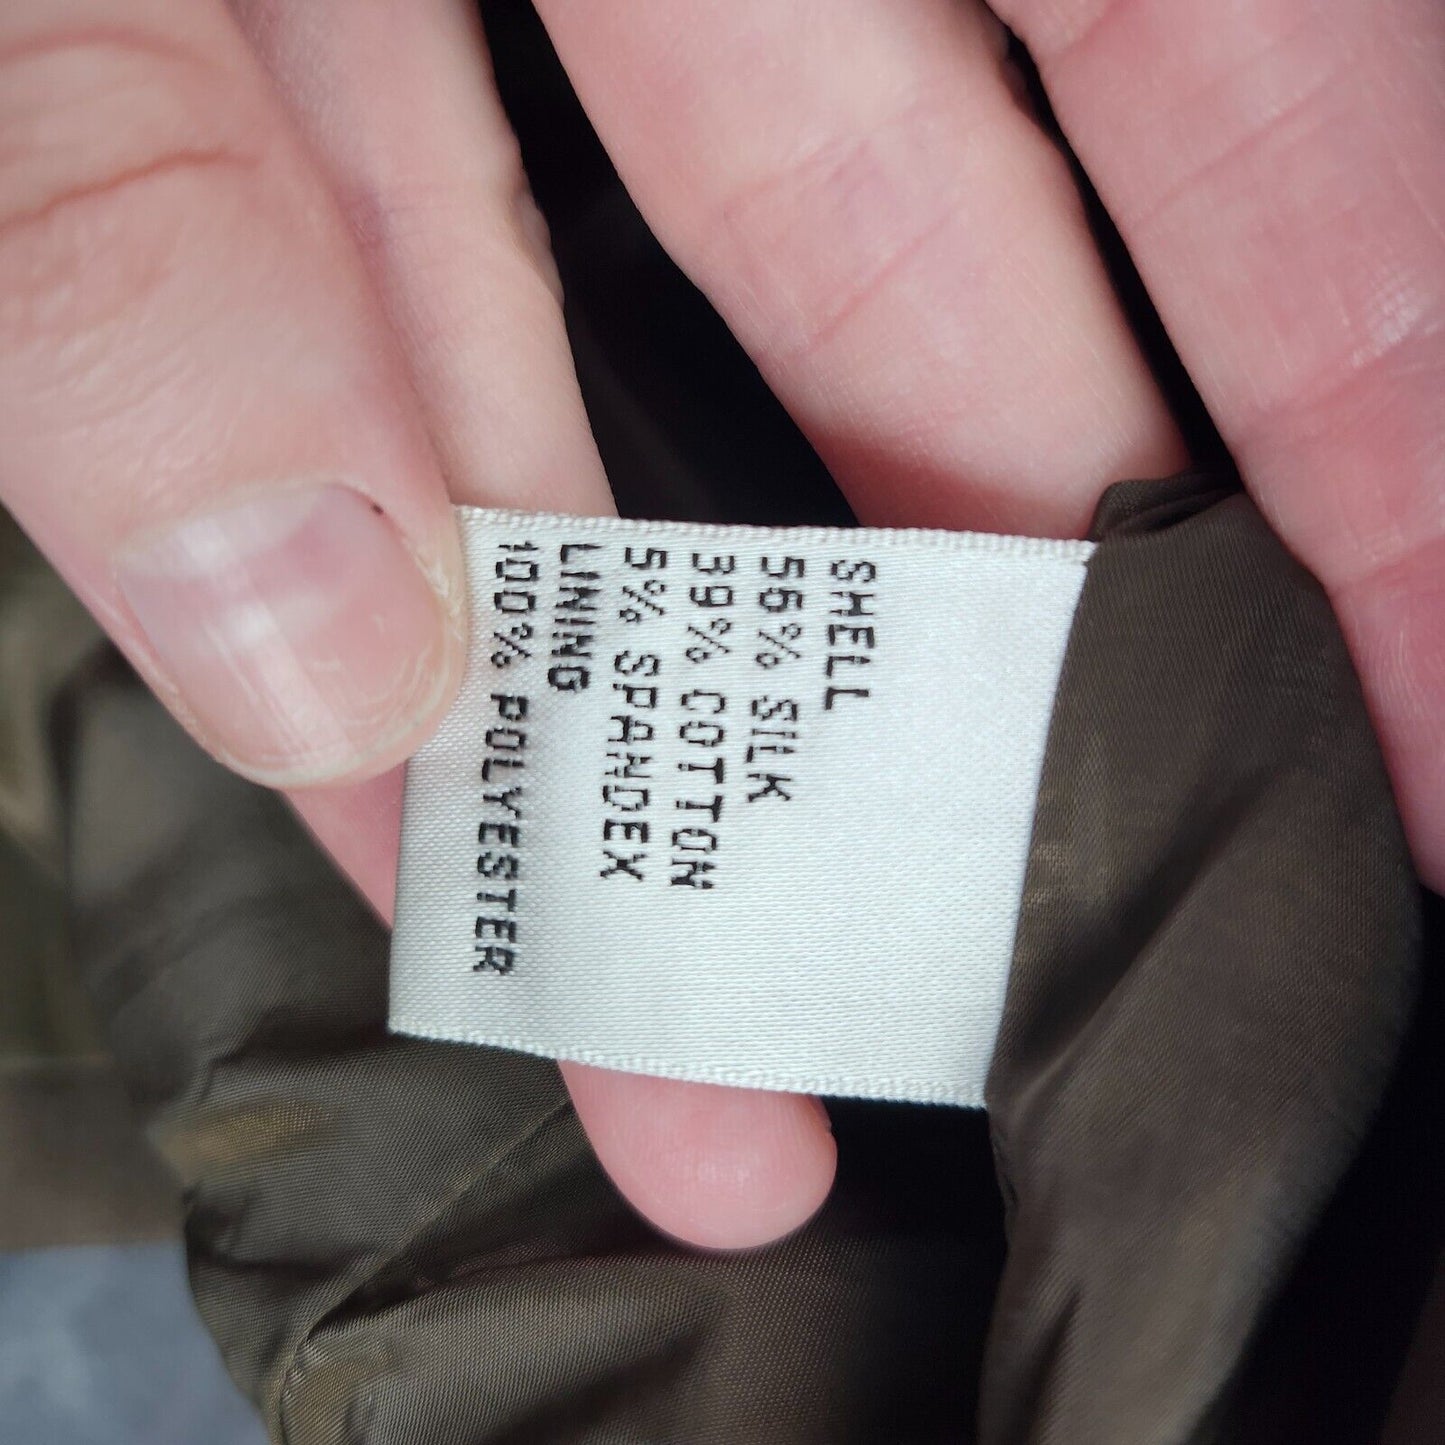 SHELL
56% SILK
39% COTTON
5% SPANDEX
LINING
100% POLYESTER